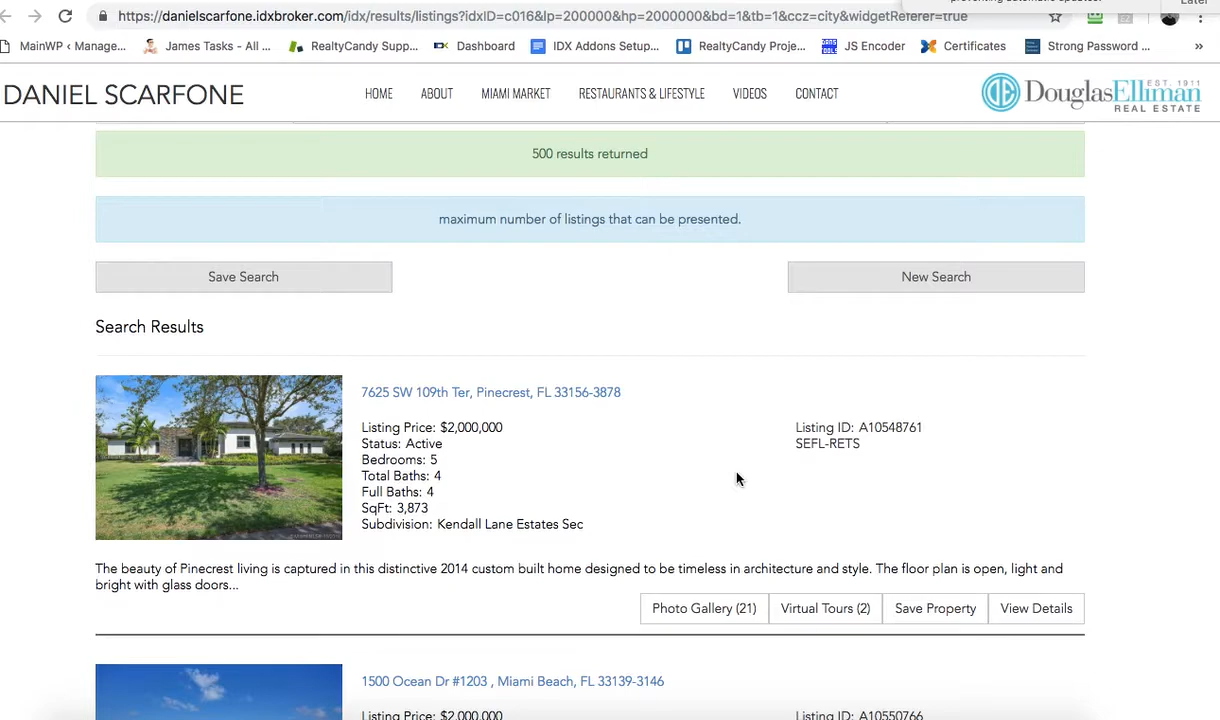 preventing automatic updates.
Later
https://danielscarfone.idxbroker.com/idx/results/listings?idxID=c016&lp=200000&hp=2000000&bd=1&tb=1&ccz=city&widgetReferer=true
MainWP ‹ Manage... James Tasks - All ... RealtyCandy Supp... Dashboard IDX Addons Setup... RealtyCandy Proje... JS Encoder Certificates Strong Password ... »
DANIEL SCARFONE HOME ABOUT MIAMI MARKET RESTAURANTS & LIFESTYLE VIDEOS CONTACT
EST. 1911
DouglasElliman
REAL ESTATE
500 results returned
maximum number of listings that can be presented.
Save Search New Search
Search Results
7625 SW 109th Ter, Pinecrest, FL 33156-3878
Listing Price: $2,000,000 Listing ID: A10548761
Status: Active SEFL-RETS
Bedrooms: 5
Total Baths: 4
Full Baths: 4
SqFt: 3,873
Subdivision: Kendall Lane Estates Sec
The beauty of Pinecrest living is captured in this distinctive 2014 custom built home designed to be timeless in architecture and style. The floor plan is open, light and
bright with glass doors...
Photo Gallery (21) Virtual Tours (2) Save Property View Details
1500 Ocean Dr #1203 , Miami Beach, FL 33139-3146
Listing Price: $2,000,000 Listing ID: A10550766